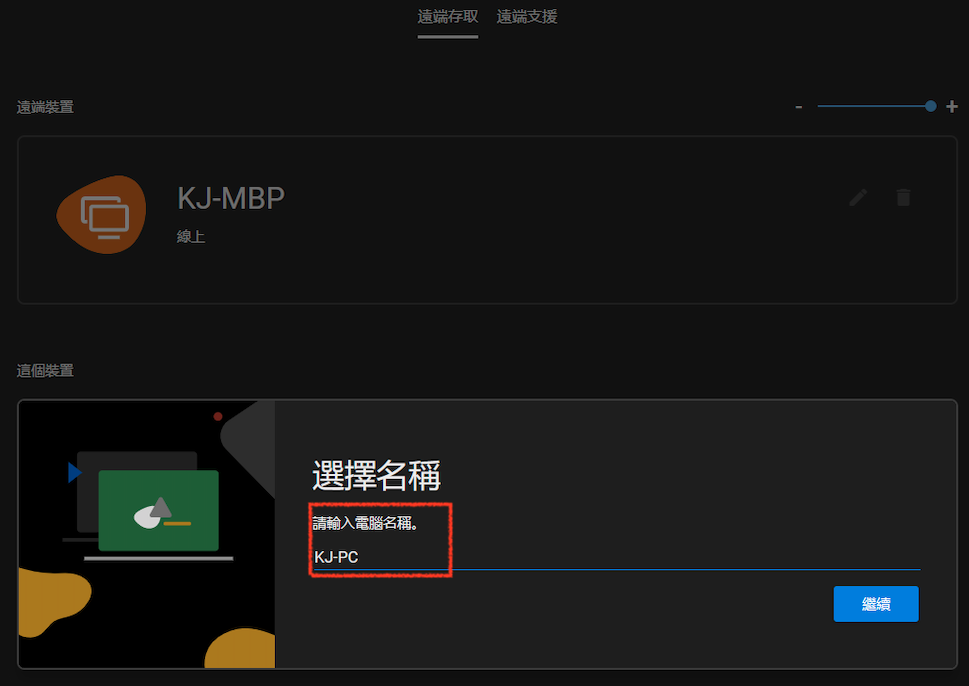 遠端存取 遠端支援
遠端裝置
- +
KJ-MBP
線上
這個裝置
選擇名稱
請輸入電腦名稱。
KJ-PC
繼續